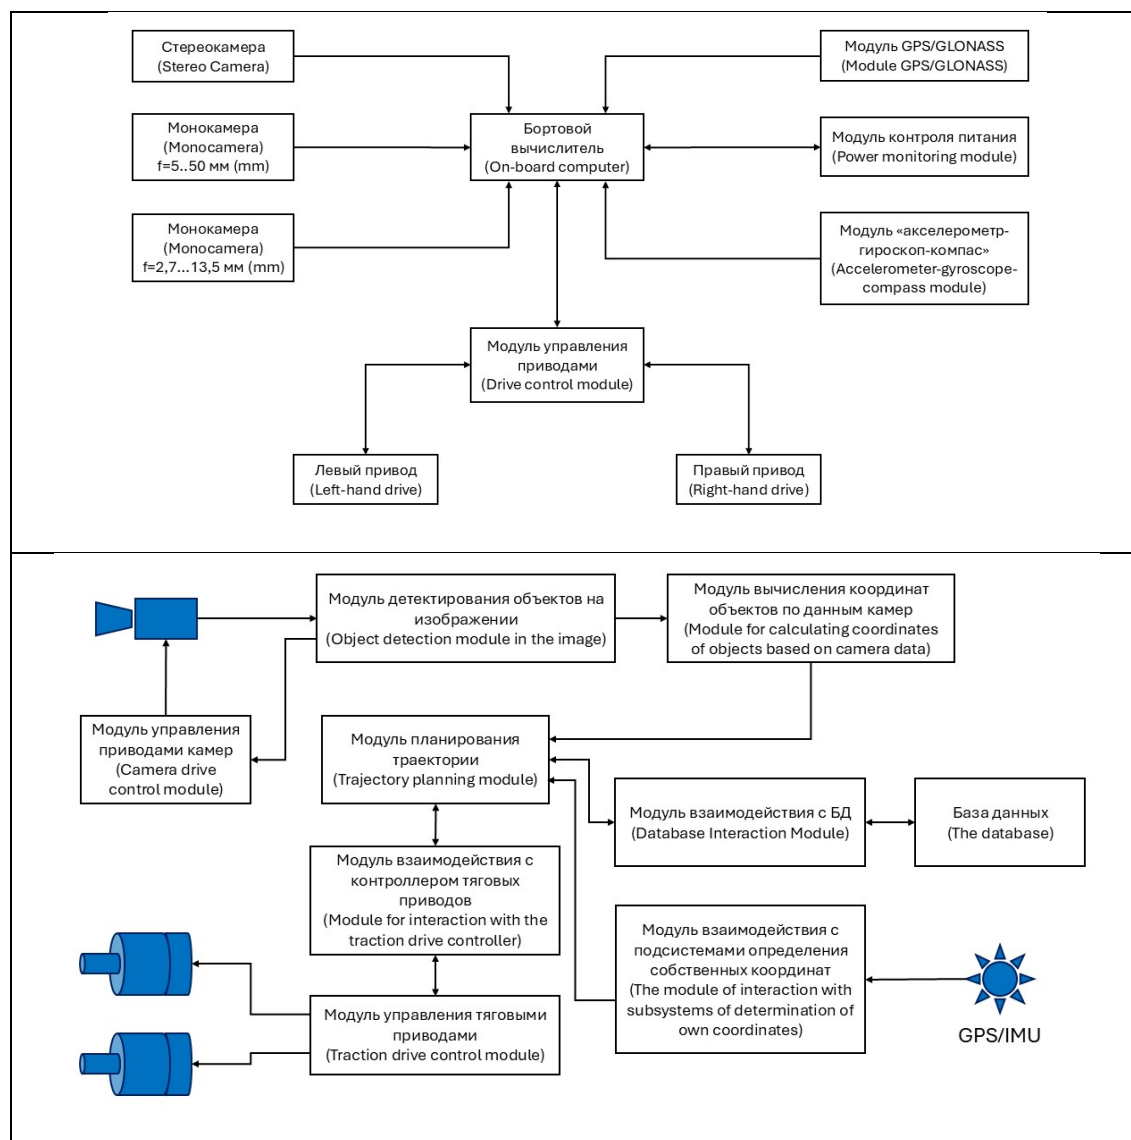 Стереокамера
(Stereo Camera)
Модуль GPS/GLONASS
(Module GPS/GLONASS)
Монокамера
(Monocamera)
f=5..50 мм (mm)
Бортовой
вычислитель
(On-board computer)
Модуль контроля питания
(Power monitoring module)
Монокамера
(Monocamera)
f=2,7...13,5 мм (mm)
Модуль «акселерометр-
гироскоп-компас»
(Accelerometer-gyroscope-
compass module)
Модуль управления
приводами
(Drive control module)
Левый привод
(Left-hand drive)
Правый привод
(Right-hand drive)
Модуль детектирования объектов на
изображении
(Object detection module in the image)
Модуль вычисления координат
объектов по данным камер
(Module for calculating coordinates
of objects based on camera data)
Модуль управления
приводами камер
(Camera drive
control module)
Модуль планирования
траектории
(Trajectory planning module)
Модуль взаимодействия с БД
(Database Interaction Module)
База данных
(The database)
Модуль взаимодействия с
контроллером тяговых
приводов
(Module for interaction with the
traction drive controller)
Модуль взаимодействия с
подсистемами определения
собственных координат
(The module of interaction with
subsystems of determination of
own coordinates)
GPS/IMU
Модуль управления тяговыми
приводами
(Traction drive control module)